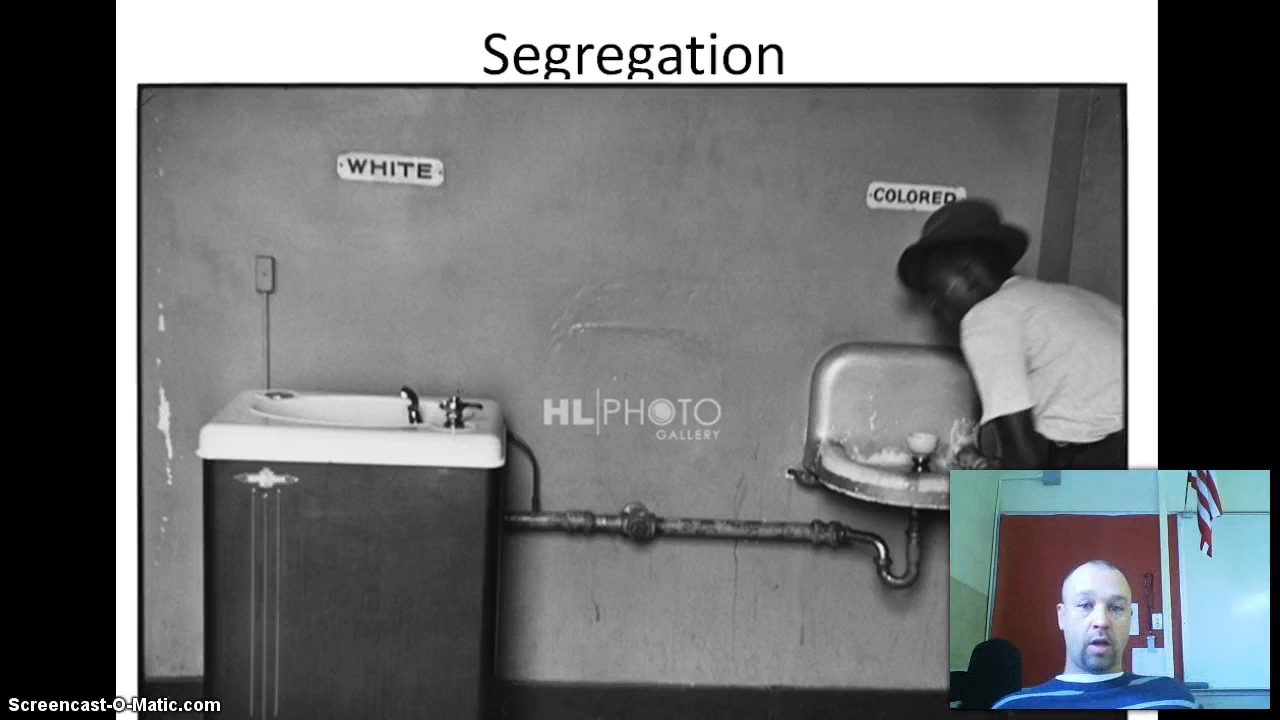 Segregation
WHITE
COLORED
HL|PHOTO
GALLERY
Screencast-O-Matic.com